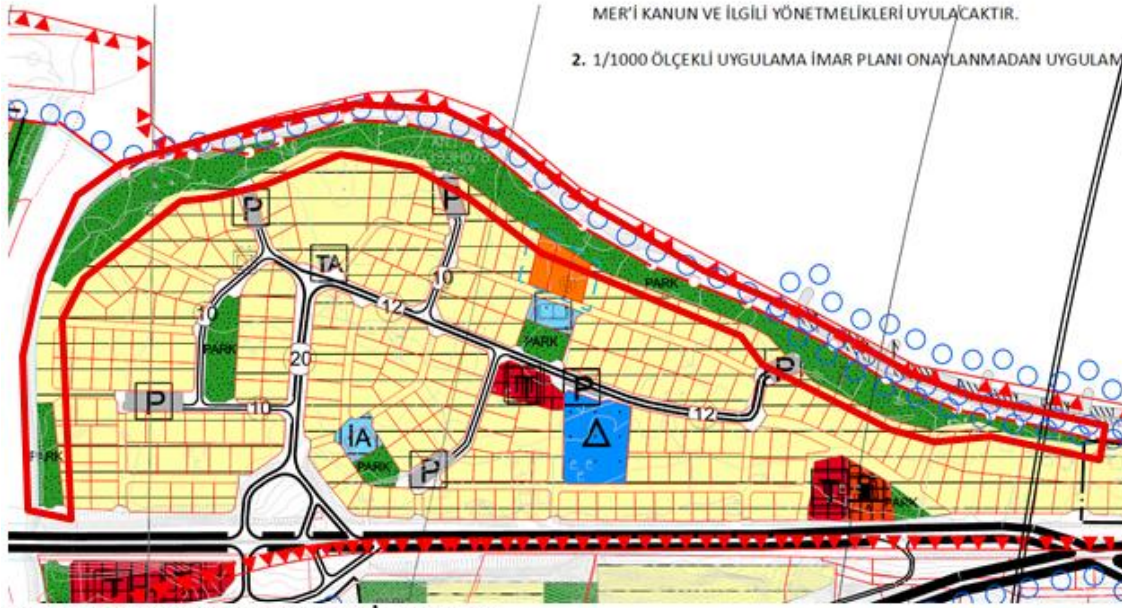 MER'İ KANUN VE İLGİLİ YÖNETMELİKLERİ UYULACAKTIR.
2. 1/1000 ÖLÇEKLİ UYGULAMA İMAR PLANI ONAYLANMADAN UYGULAM
P
P
TA
10
10
12
PARK
PARK
PARK
20
P
T
P
P
10
12
İA
PARK
P
PARK
T
PARK
T